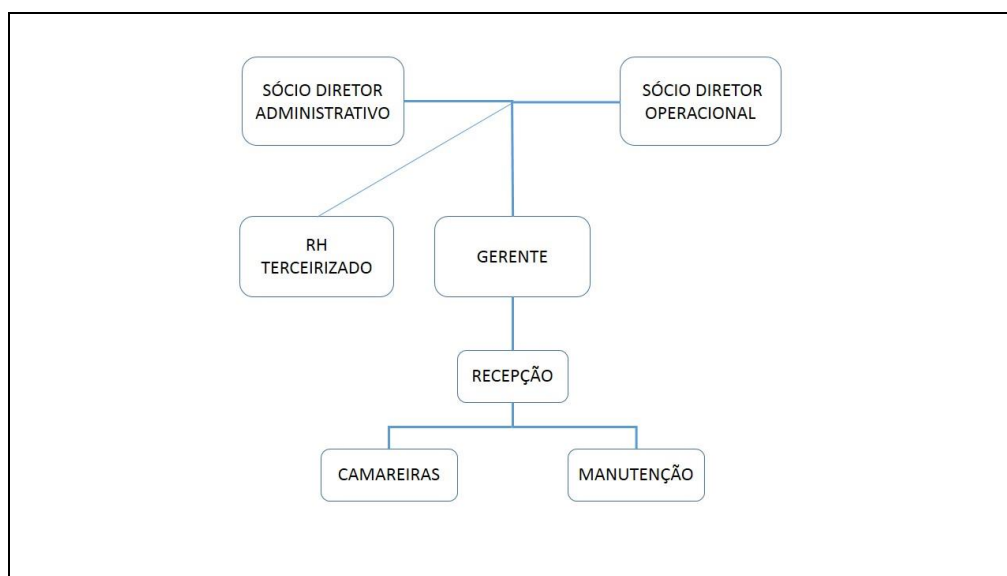 SÓCIO DIRETOR
ADMINISTRATIVO
SÓCIO DIRETOR
OPERACIONAL
RH
TERCEIRIZADO
GERENTE
RECEPÇÃO
CAMAREIRAS
MANUTENÇÃO